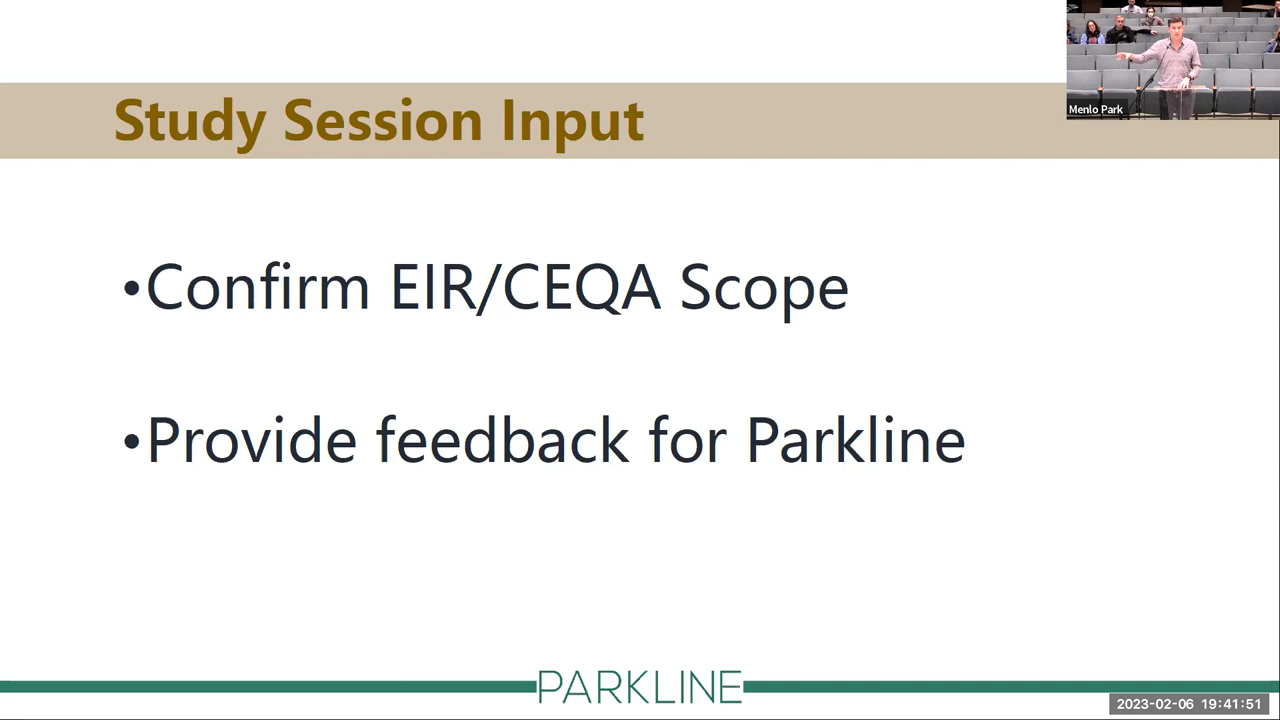 Menlo Park
Study Session Input
•Confirm EIR/CEQA Scope
•Provide feedback for Parkline
PARKLINE
2023-02-06 19:41:51